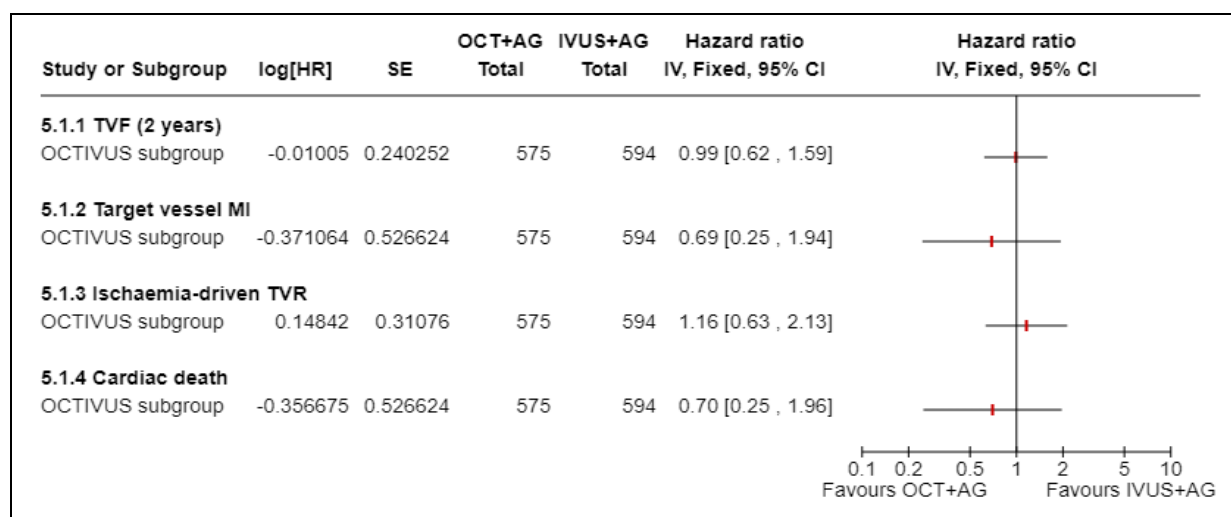 OCT+AG IVUS+AG Hazard ratio Hazard ratio
Study or Subgroup log[HR] SE Total Total IV, Fixed, 95% CI IV, Fixed, 95% CI
5.1.1 TVF (2 years)
OCTIVUS subgroup -0.01005 0.240252 575 594 0.99 [0.62 , 1.59]
5.1.2 Target vessel MI
OCTIVUS subgroup -0.371064 0.526624 575 594 0.69 [0.25 , 1.94]
5.1.3 Ischaemia-driven TVR
OCTIVUS subgroup 0.14842 0.31076 575 594 1.16 [0.63 , 2.13]
5.1.4 Cardiac death
OCTIVUS subgroup -0.356675 0.526624 575 594 0.70 [0.25 , 1.96]
0.1 0.2 0.5 1 2 5 10
Favours OCT+AG Favours IVUS+AG